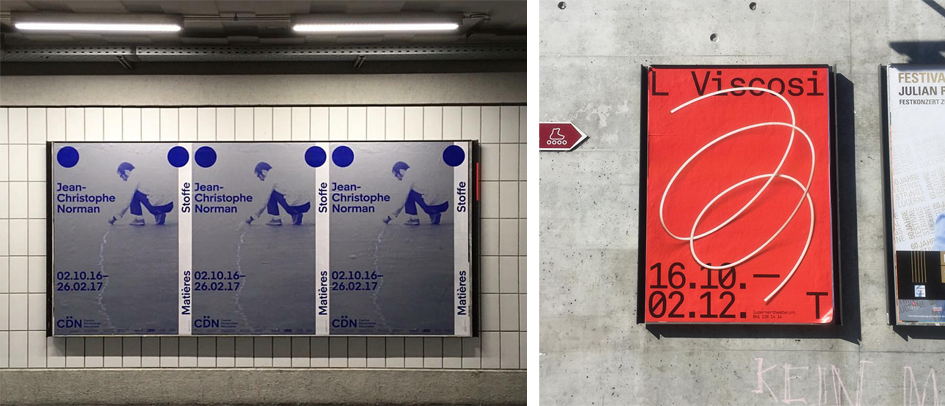 Jean-
Christophe
Norman
02.10.16–
26.02.17
CDN
Stoffe
Matières
Jean-
Christophe
Norman
02.10.16–
26.02.17
CDN
Stoffe
Matières
Jean-
Christophe
Norman
02.10.16–
26.02.17
CDN
Stoffe
Matières
L Viscosi
16.10.—
02.12. T
FESTIVA
JULIAN
FESTKONZERT
KEIN M